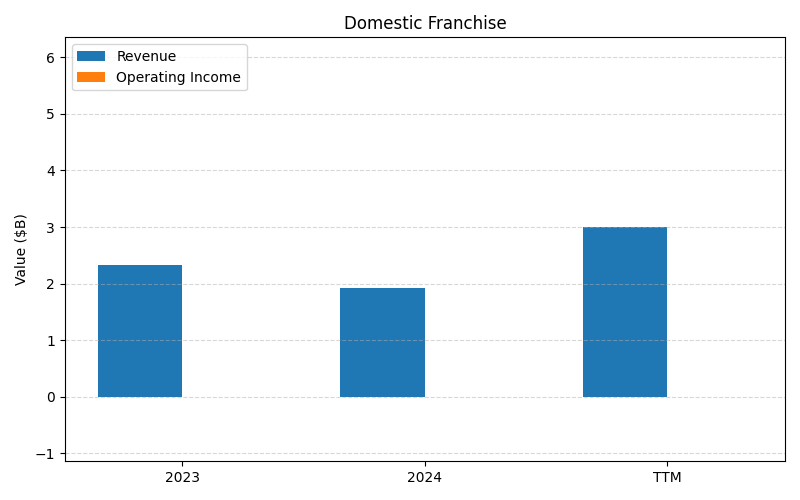 Domestic Franchise
Revenue
Operating Income
Value ($B)
6
5
4
3
2
1
0
−1
2023
2024
TTM